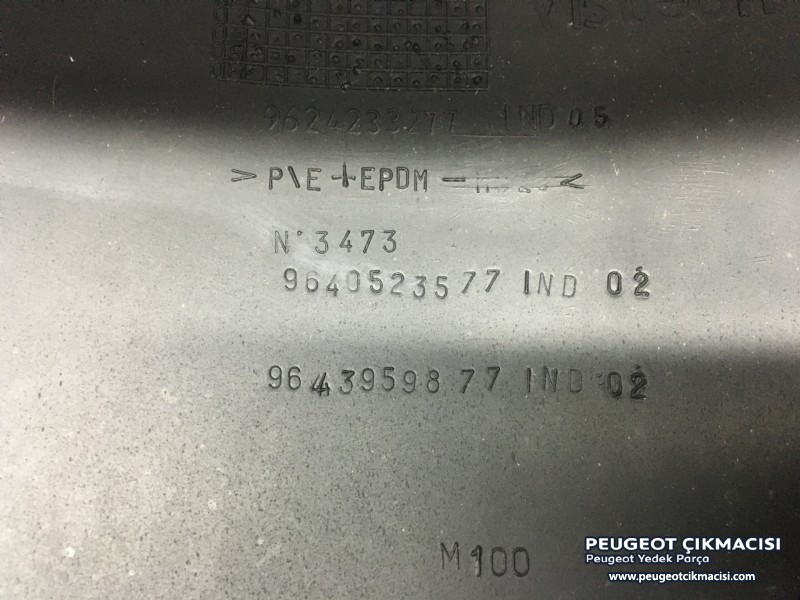 9624233277 IND 05
>P\E+EPDM-
N°3473
9640523577 IND 02
9643959877 IND 02
M100
PEUGEOT ÇIKMACISI
Peugeot Yedek Parça
www.peugeotcikmacisi.com